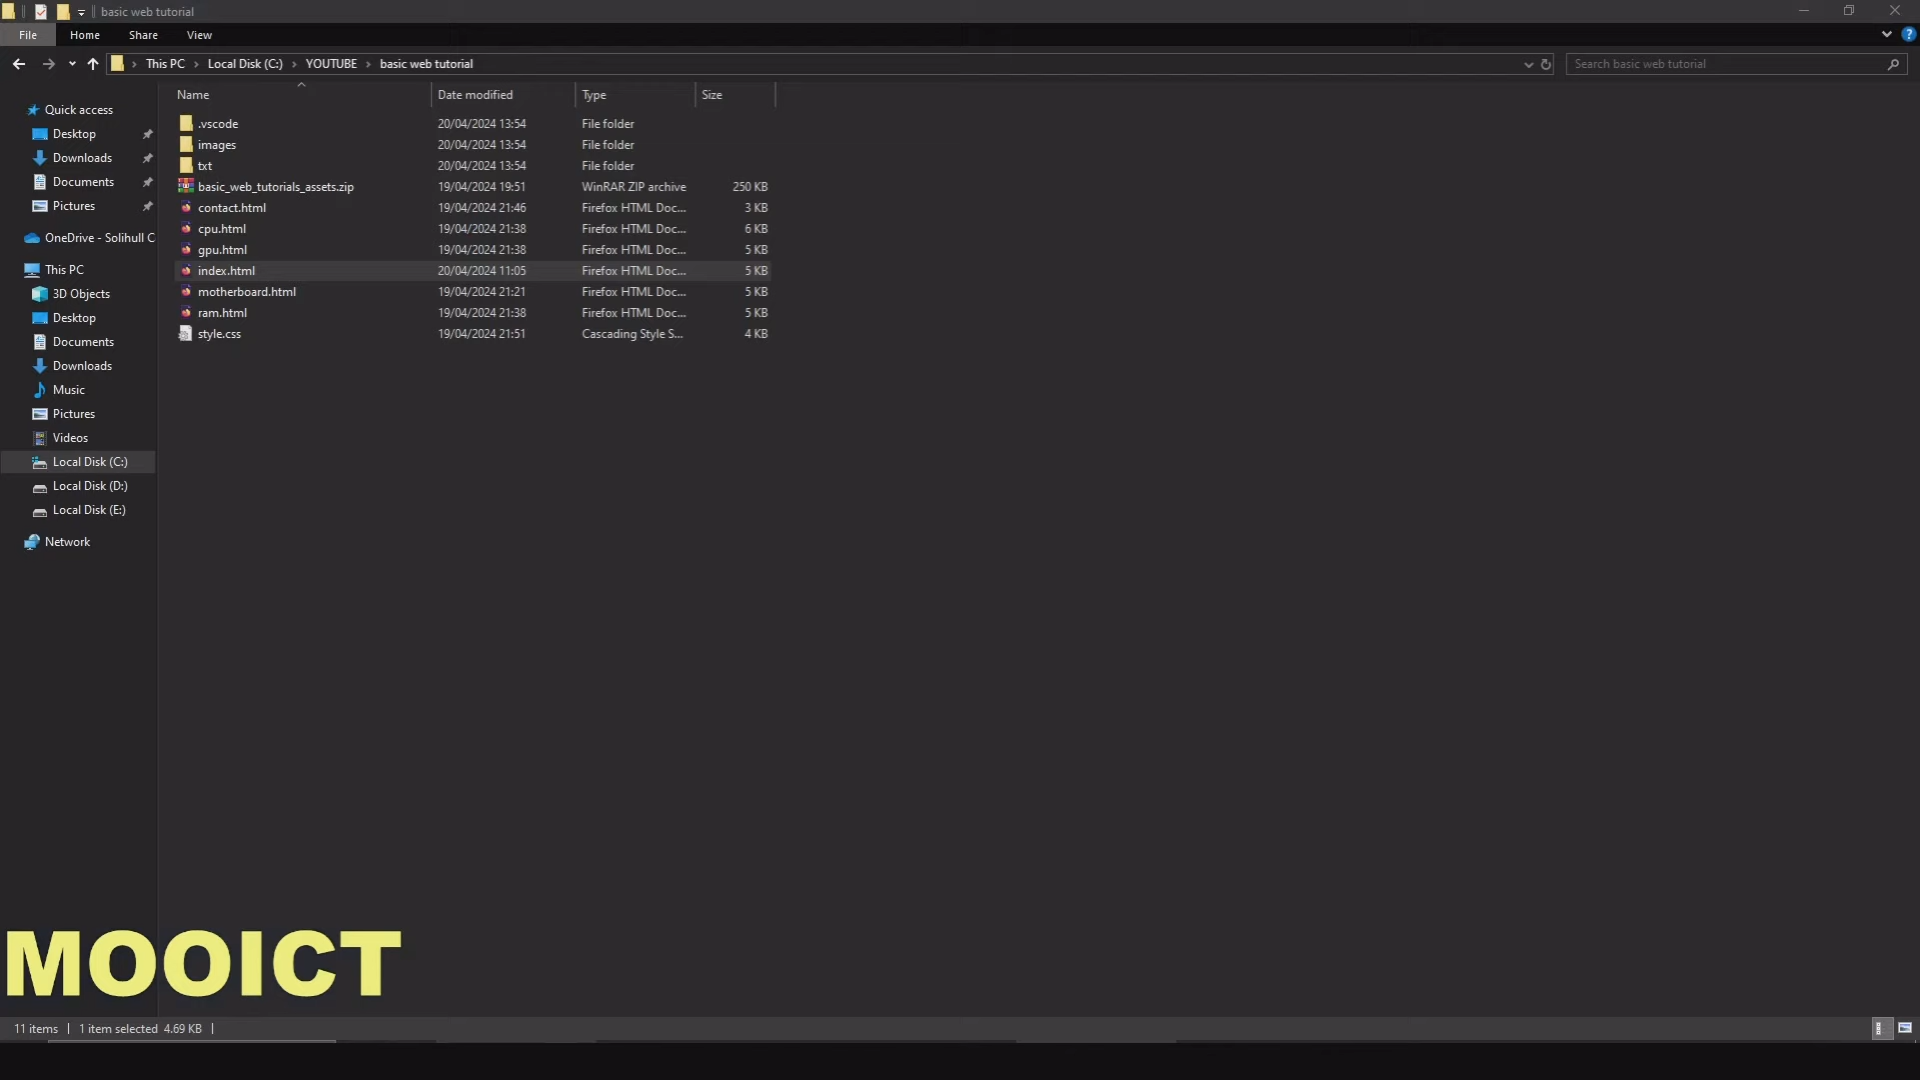 basic web tutorial
File Home Share View
This PC Local Disk (C:) YOUTUBE basic web tutorial
Search basic web tutorial
Name Date modified Type Size
Quick access
Desktop
Downloads
Documents
Pictures
OneDrive - Solihull C
This PC
3D Objects
Desktop
Documents
Downloads
Music
Pictures
Videos
Local Disk (C:)
Local Disk (D:)
Local Disk (E:)
Network
.vscode 20/04/2024 13:54 File folder
images 20/04/2024 13:54 File folder
txt 20/04/2024 13:54 File folder
basic_web_tutorials_assets.zip 19/04/2024 19:51 WinRAR ZIP archive 250 KB
contact.html 19/04/2024 21:46 Firefox HTML Doc... 3 KB
cpu.html 19/04/2024 21:38 Firefox HTML Doc... 6 KB
gpu.html 19/04/2024 21:38 Firefox HTML Doc... 5 KB
index.html 20/04/2024 11:05 Firefox HTML Doc... 5 KB
motherboard.html 19/04/2024 21:21 Firefox HTML Doc... 5 KB
ram.html 19/04/2024 21:38 Firefox HTML Doc... 5 KB
style.css 19/04/2024 21:51 Cascading Style S... 4 KB
MOOICT
11 items 1 item selected 4.69 KB